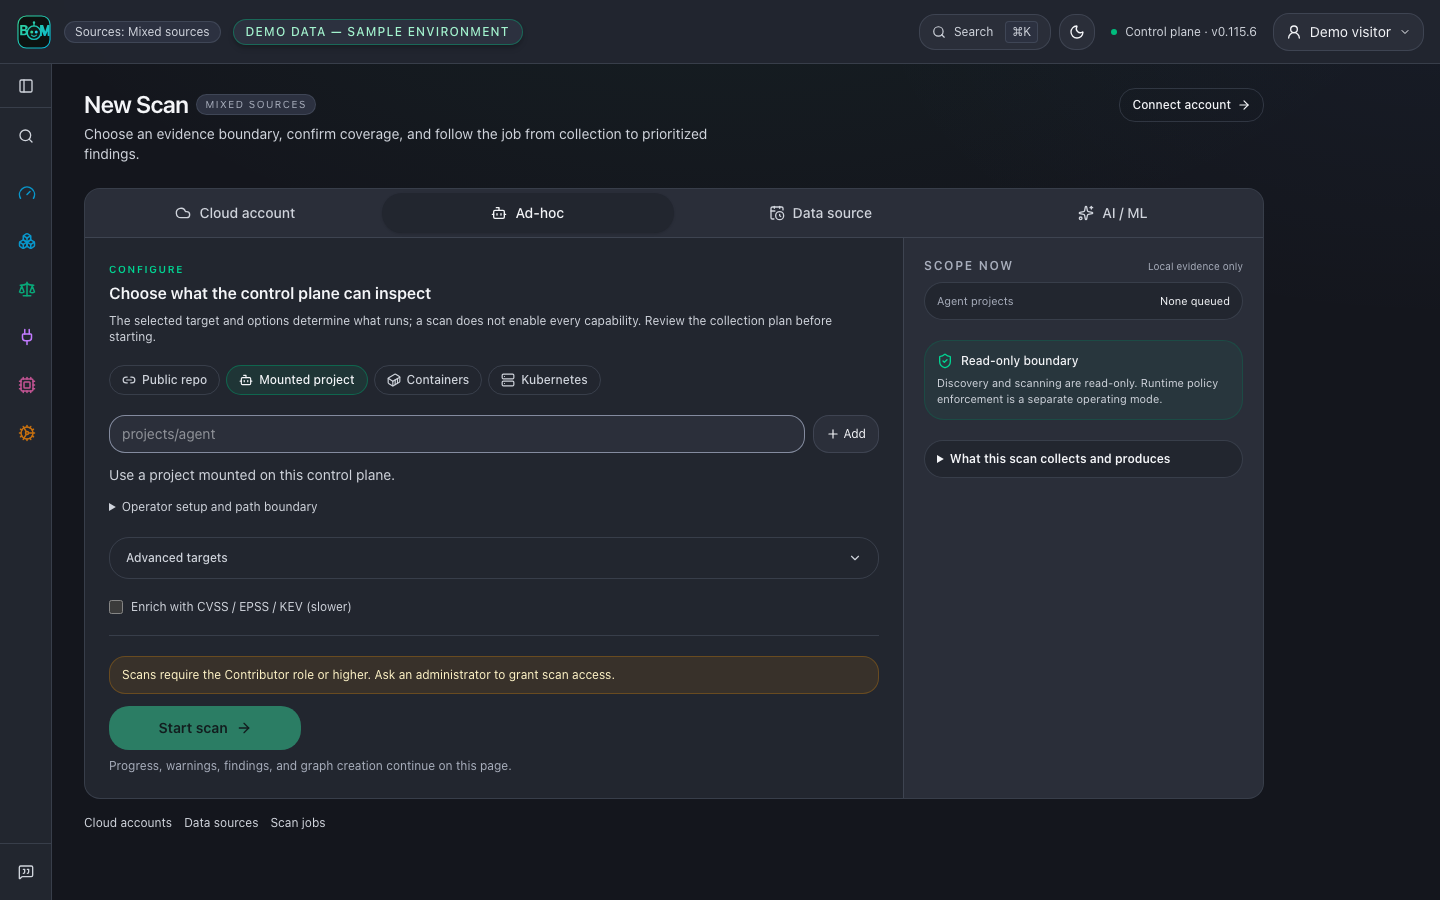 BOM
Sources: Mixed sources
DEMO DATA — SAMPLE ENVIRONMENT
Search ⌘K
Control plane · v0.115.6
Demo visitor
New Scan
MIXED SOURCES
Connect account
Choose an evidence boundary, confirm coverage, and follow the job from collection to prioritized
findings.
Cloud account
Ad-hoc
Data source
AI / ML
CONFIGURE
Choose what the control plane can inspect
The selected target and options determine what runs; a scan does not enable every capability. Review the collection plan before
starting.
Public repo
Mounted project
Containers
Kubernetes
projects/agent
Add
Use a project mounted on this control plane.
Operator setup and path boundary
Advanced targets
Enrich with CVSS / EPSS / KEV (slower)
Scans require the Contributor role or higher. Ask an administrator to grant scan access.
Start scan
Progress, warnings, findings, and graph creation continue on this page.
SCOPE NOW
Local evidence only
Agent projects
None queued
Read-only boundary
Discovery and scanning are read-only. Runtime policy
enforcement is a separate operating mode.
What this scan collects and produces
Cloud accounts
Data sources
Scan jobs